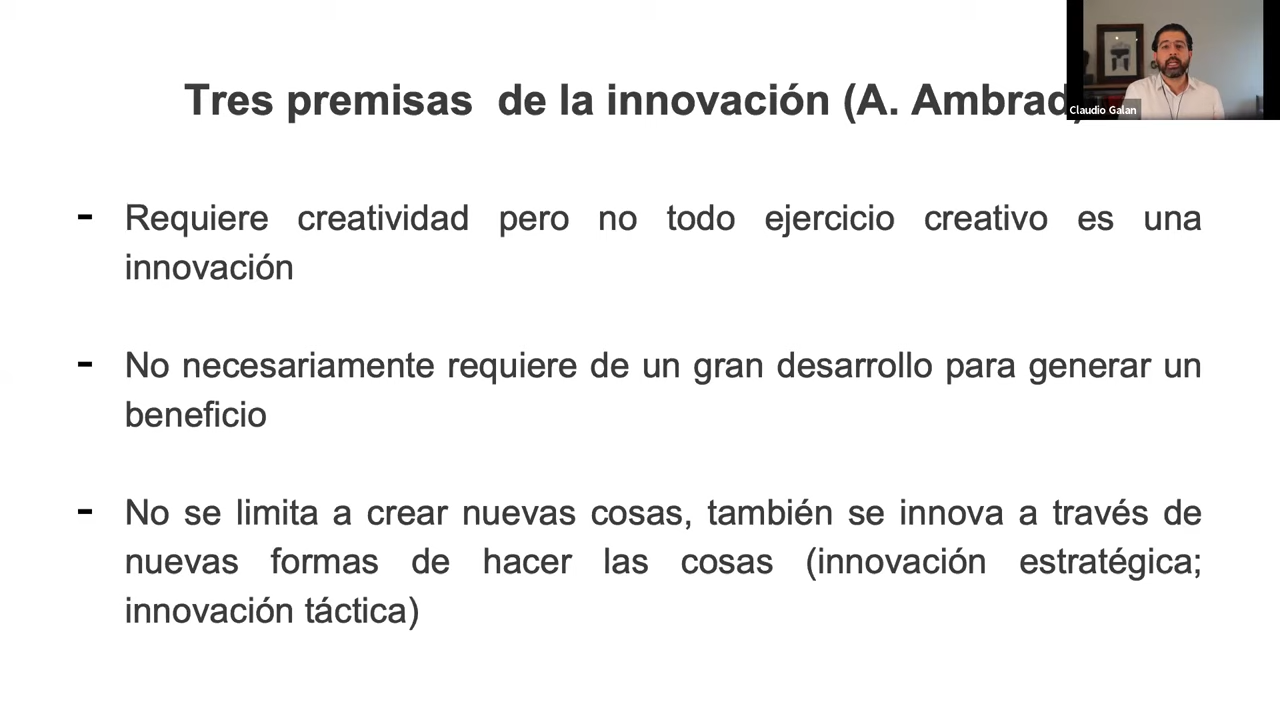 Tres premisas de la innovación (A. Ambrad
Claudio Galan
- Requiere creatividad pero no todo ejercicio creativo es una
innovación
- No necesariamente requiere de un gran desarrollo para generar un
beneficio
- No se limita a crear nuevas cosas, también se innova a través de
nuevas formas de hacer las cosas (innovación estratégica;
innovación táctica)